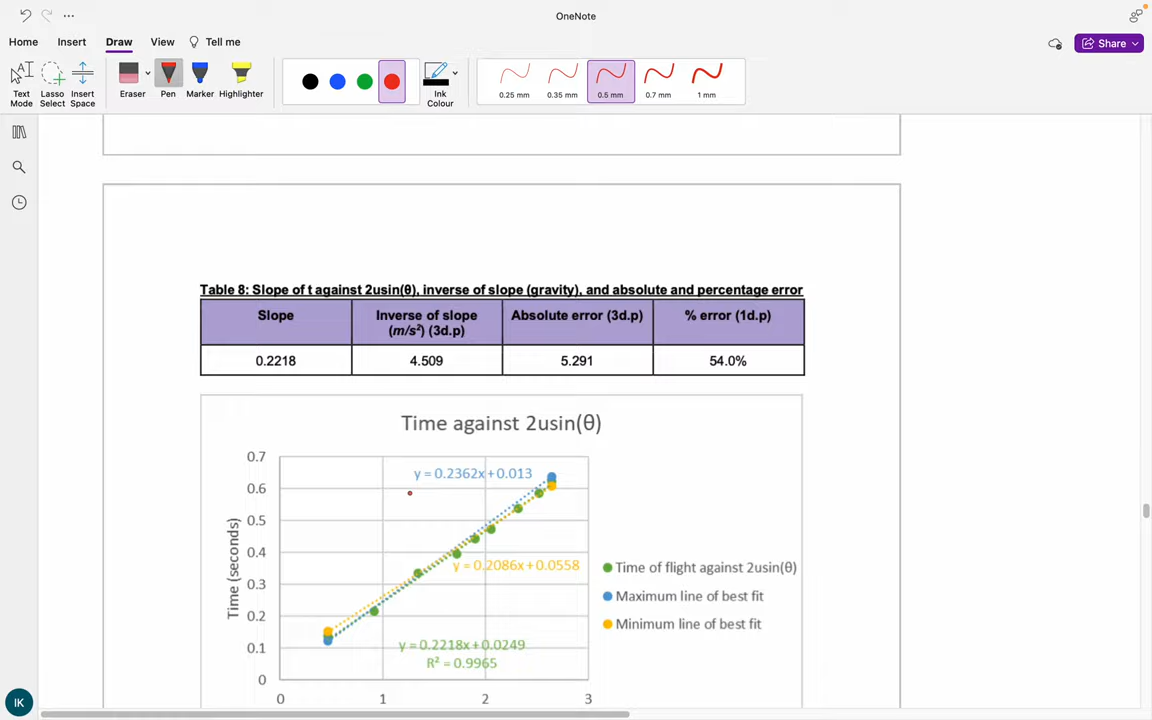 OneNote
Home
Insert
Draw
View
Tell me
Share
Text
Mode
Lasso
Select
Insert
Space
Eraser
Pen
Marker
Highlighter
Ink
Colour
0.25 mm
0.35 mm
0.5 mm
0.7 mm
1 mm
Table 8: Slope of t against 2usin(θ), inverse of slope (gravity), and absolute and percentage error
Slope
Inverse of slope
(m/s²) (3d.p)
Absolute error (3d.p)
% error (1d.p)
0.2218
4.509
5.291
54.0%
Time against 2usin(θ)
0.7
0.6
0.5
0.4
0.3
0.2
0.1
0
Time (seconds)
y = 0.2362x + 0.013
y = 0.2086x + 0.0558
y = 0.2218x + 0.0249
R² = 0.9965
Time of flight against 2usin(θ)
Maximum line of best fit
Minimum line of best fit
0 1 2 3
IK